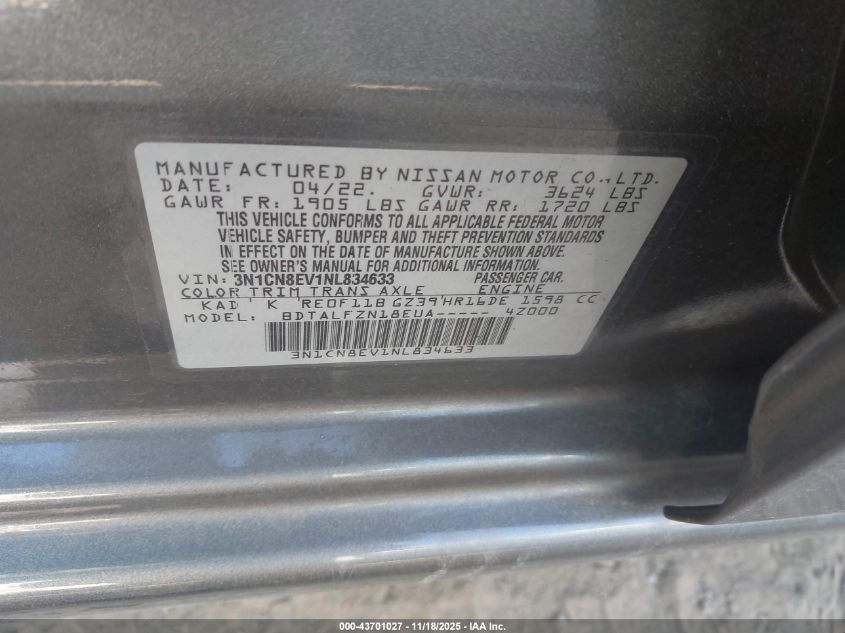 MANUFACTURED BY NISSAN MOTOR CO., LTD.
DATE: 04/22. GVWR: 3624 LBS
GAWR FR: 1905 LBS GAWR RR: 1720 LBS
THIS VEHICLE CONFORMS TO ALL APPLICABLE FEDERAL MOTOR
VEHICLE SAFETY, BUMPER AND THEFT PREVENTION STANDARDS
IN EFFECT ON THE DATE OF MANUFACTURE SHOWN ABOVE.
SEE OWNER'S MANUAL FOR ADDITIONAL INFORMATION.
VIN: 3N1CN8EV1NL834633 PASSENGER CAR.
COLOR TRIM TRANS AXLE ENGINE
KAD K RE0F11B GZ39 HR16DE 1598 CC
MODEL: BDTALFZN18EUA----- 4Z000
3N1CN8EV1NL834633
000-43701027 - 11/18/2025 - IAA Inc.